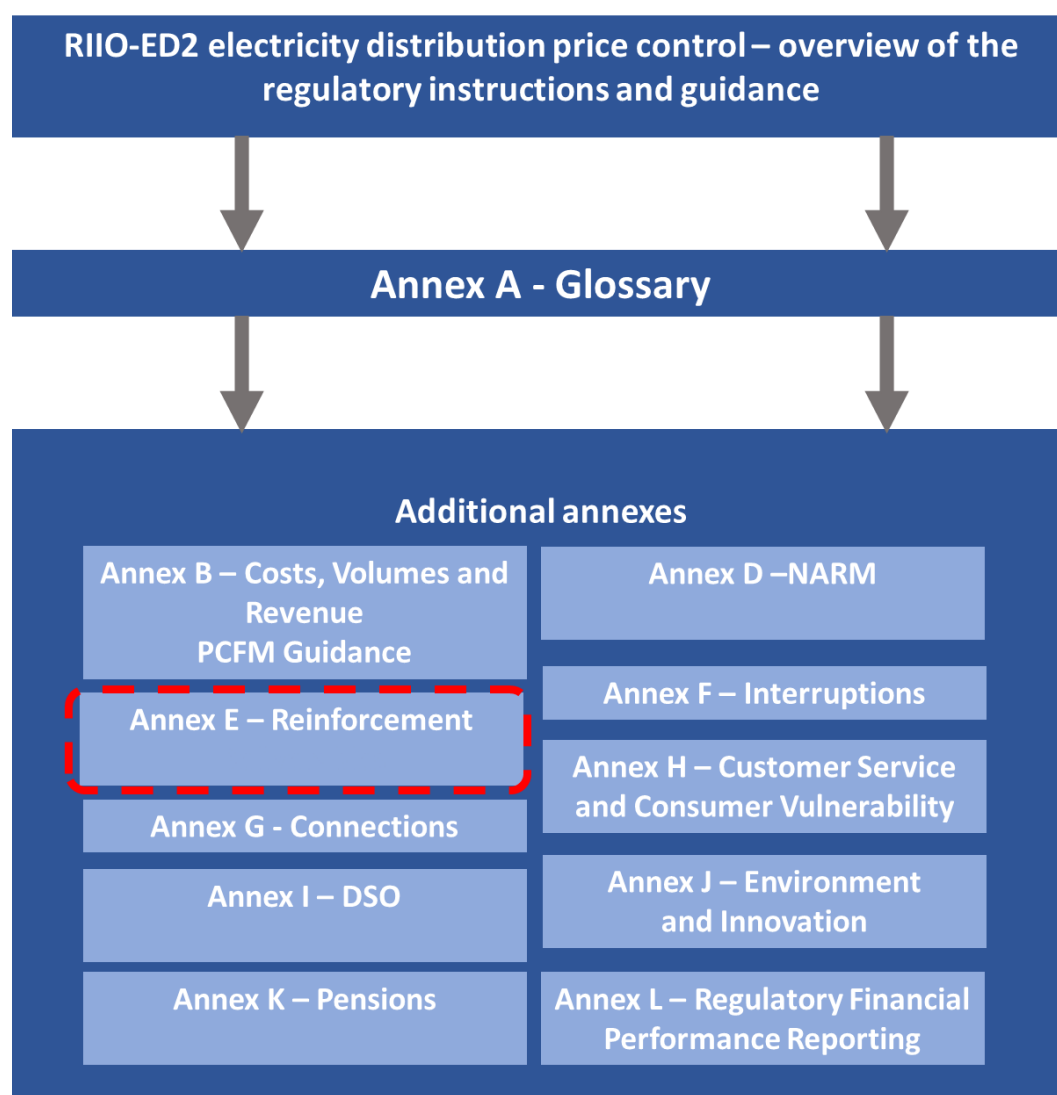 RIIO-ED2 electricity distribution price control – overview of the
regulatory instructions and guidance
Annex A - Glossary
Additional annexes
Annex B – Costs, Volumes and
Revenue
PCFM Guidance
Annex D –NARM
Annex E – Reinforcement
Annex F – Interruptions
Annex G - Connections
Annex H – Customer Service
and Consumer Vulnerability
Annex I – DSO
Annex J – Environment
and Innovation
Annex K – Pensions
Annex L – Regulatory Financial
Performance Reporting